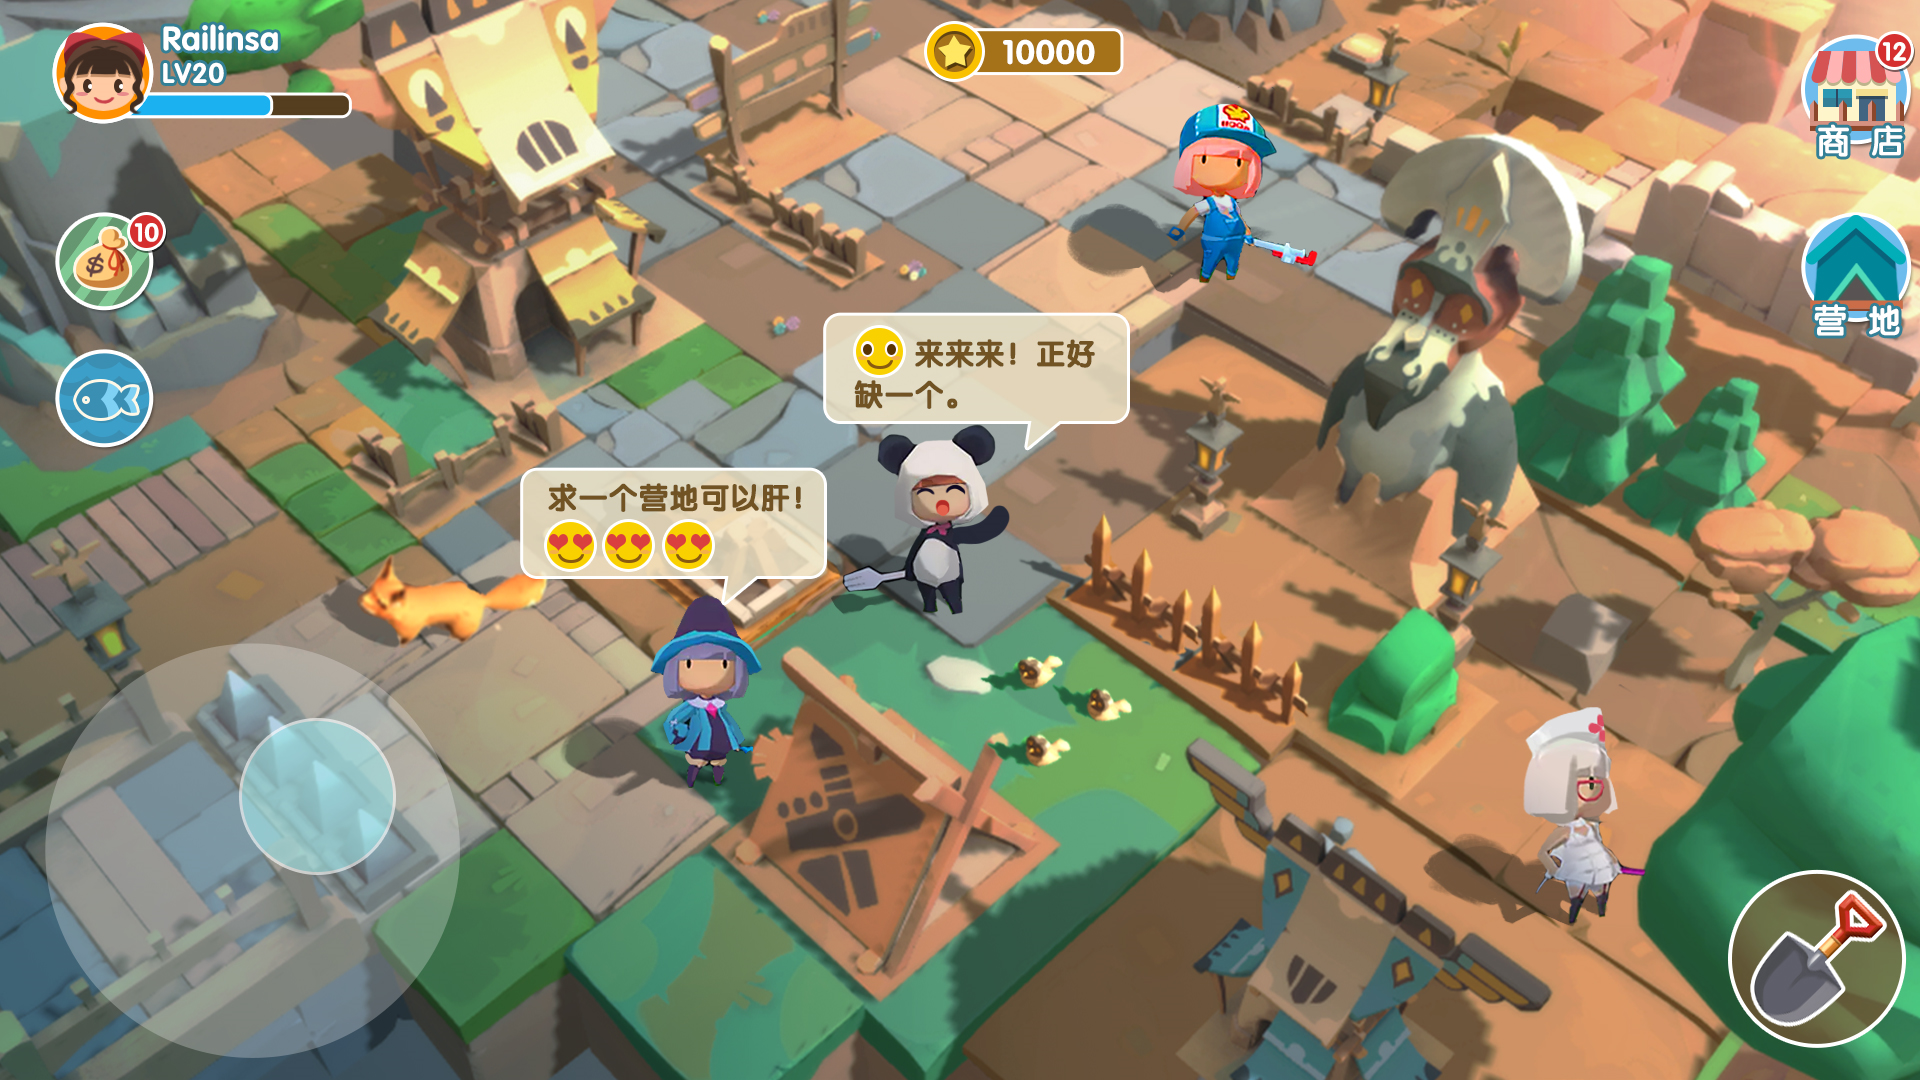 Railinsa
LV20
10000
12
商店
10
营地
来来来！正好
缺一个。
求一个营地可以肝！